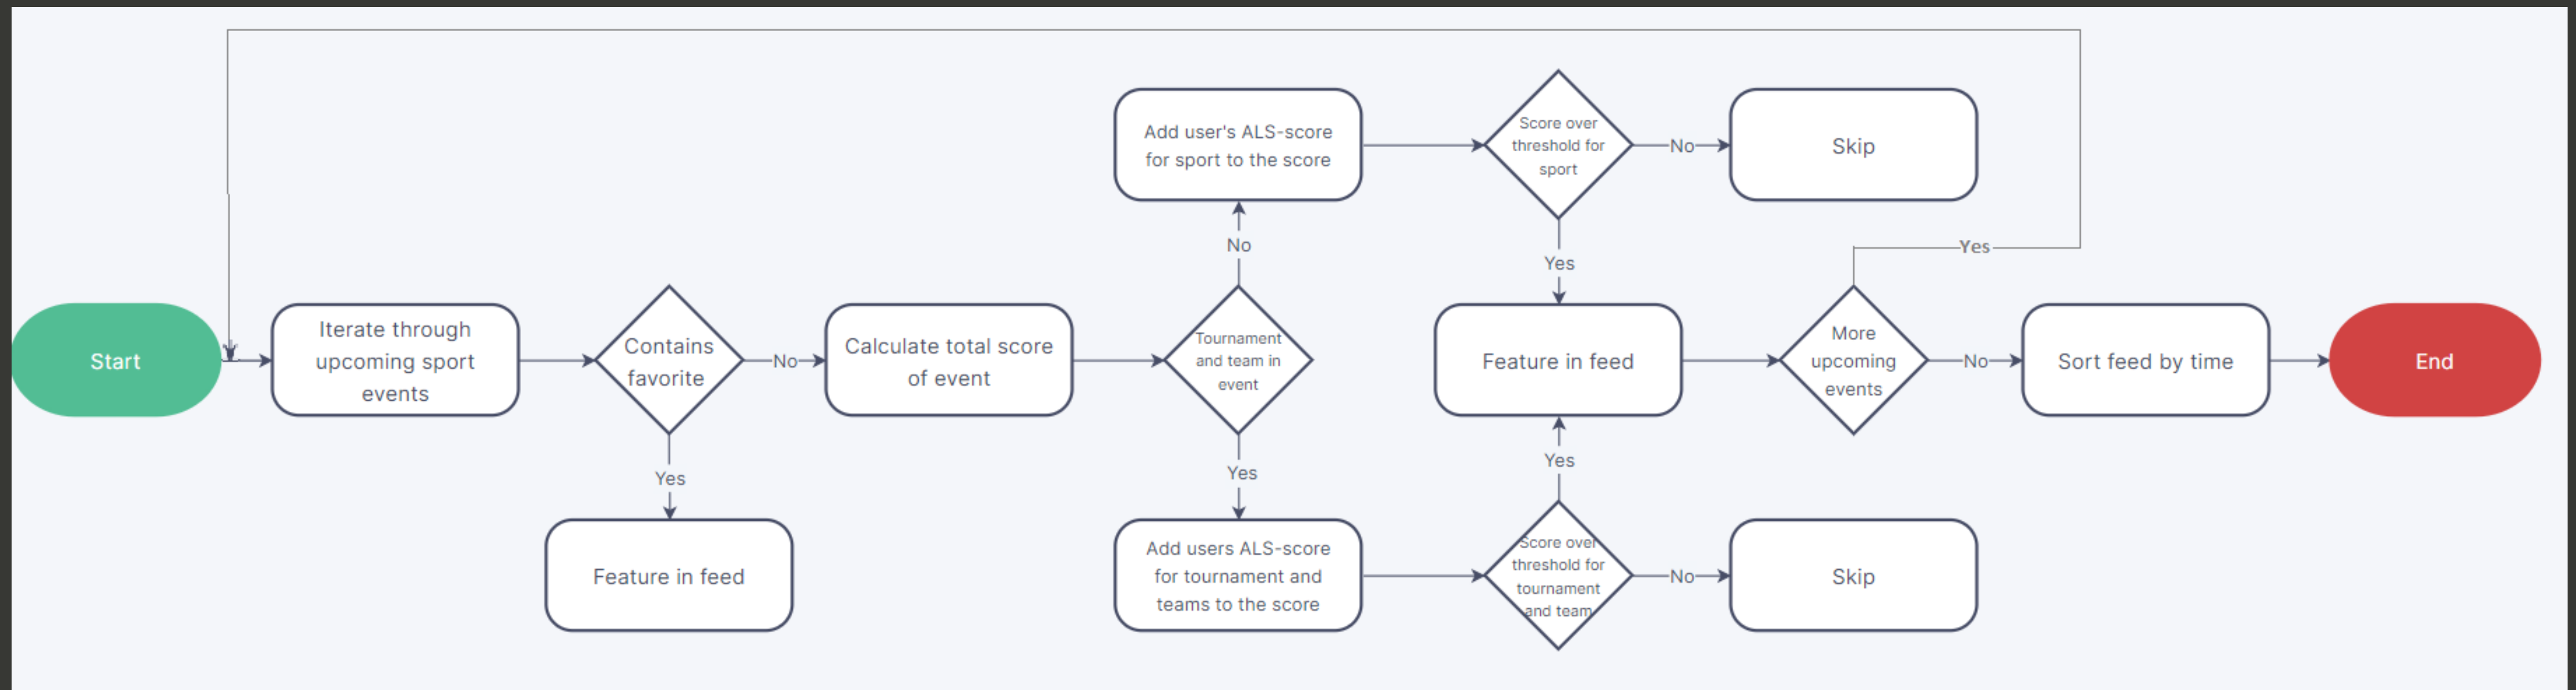 Add user's ALS-score
for sport to the score
Score over
threshold for
sport
No
Skip
No
Yes
Yes
Start
Iterate through
upcoming sport
events
Contains
favorite
No
Calculate total score
of event
Tournament
and team in
event
Feature in feed
More
upcoming
events
No
Sort feed by time
End
Yes
Yes
Yes
Feature in feed
Add users ALS-score
for tournament and
teams to the score
Score over
threshold for
tournament
and team
No
Skip